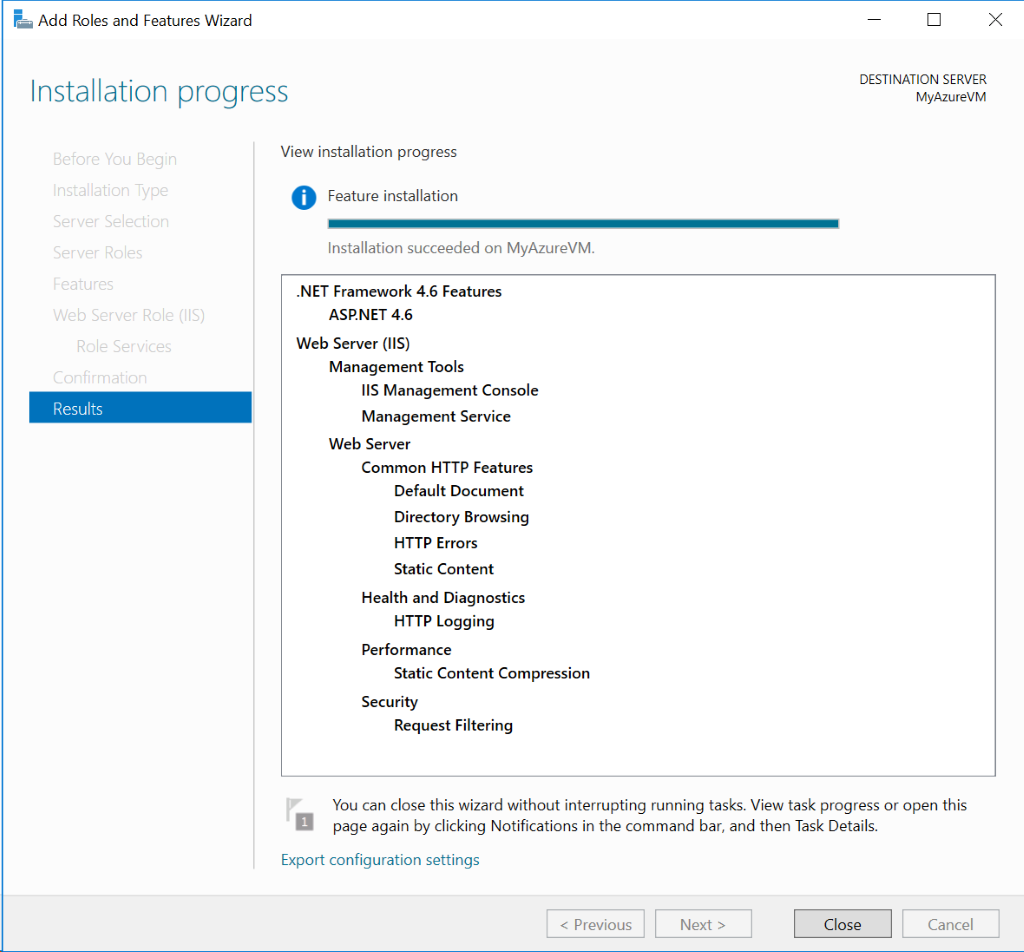 Add Roles and Features Wizard
Installation progress
DESTINATION SERVER
MyAzureVM
Before You Begin
Installation Type
Server Selection
Server Roles
Features
Web Server Role (IIS)
Role Services
Confirmation
Results
View installation progress
Feature installation
Installation succeeded on MyAzureVM.
.NET Framework 4.6 Features
ASP.NET 4.6
Web Server (IIS)
Management Tools
IIS Management Console
Management Service
Web Server
Common HTTP Features
Default Document
Directory Browsing
HTTP Errors
Static Content
Health and Diagnostics
HTTP Logging
Performance
Static Content Compression
Security
Request Filtering
1
You can close this wizard without interrupting running tasks. View task progress or open this
page again by clicking Notifications in the command bar, and then Task Details.
Export configuration settings
< Previous
Next >
Close
Cancel